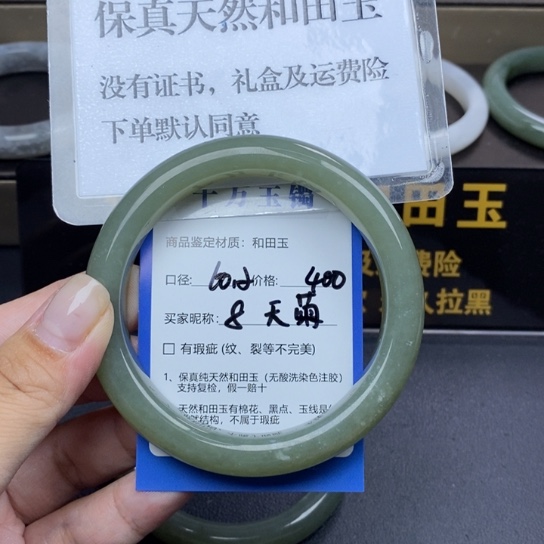 保真天然和田玉
没有证书，礼盒及运费险
下单默认同意
田玉
费险
拉黑
十方玉镯
商品鉴定材质：和田玉
口径： 60 价格： 400
买家昵称： 8 天萌
□ 有瑕疵 (纹、裂等不完美)
1、保真纯天然和田玉（无酸洗染色注胶）
支持复检，假一赔十
天然和田玉有棉花、黑点、玉线是
结构，不属于瑕疵